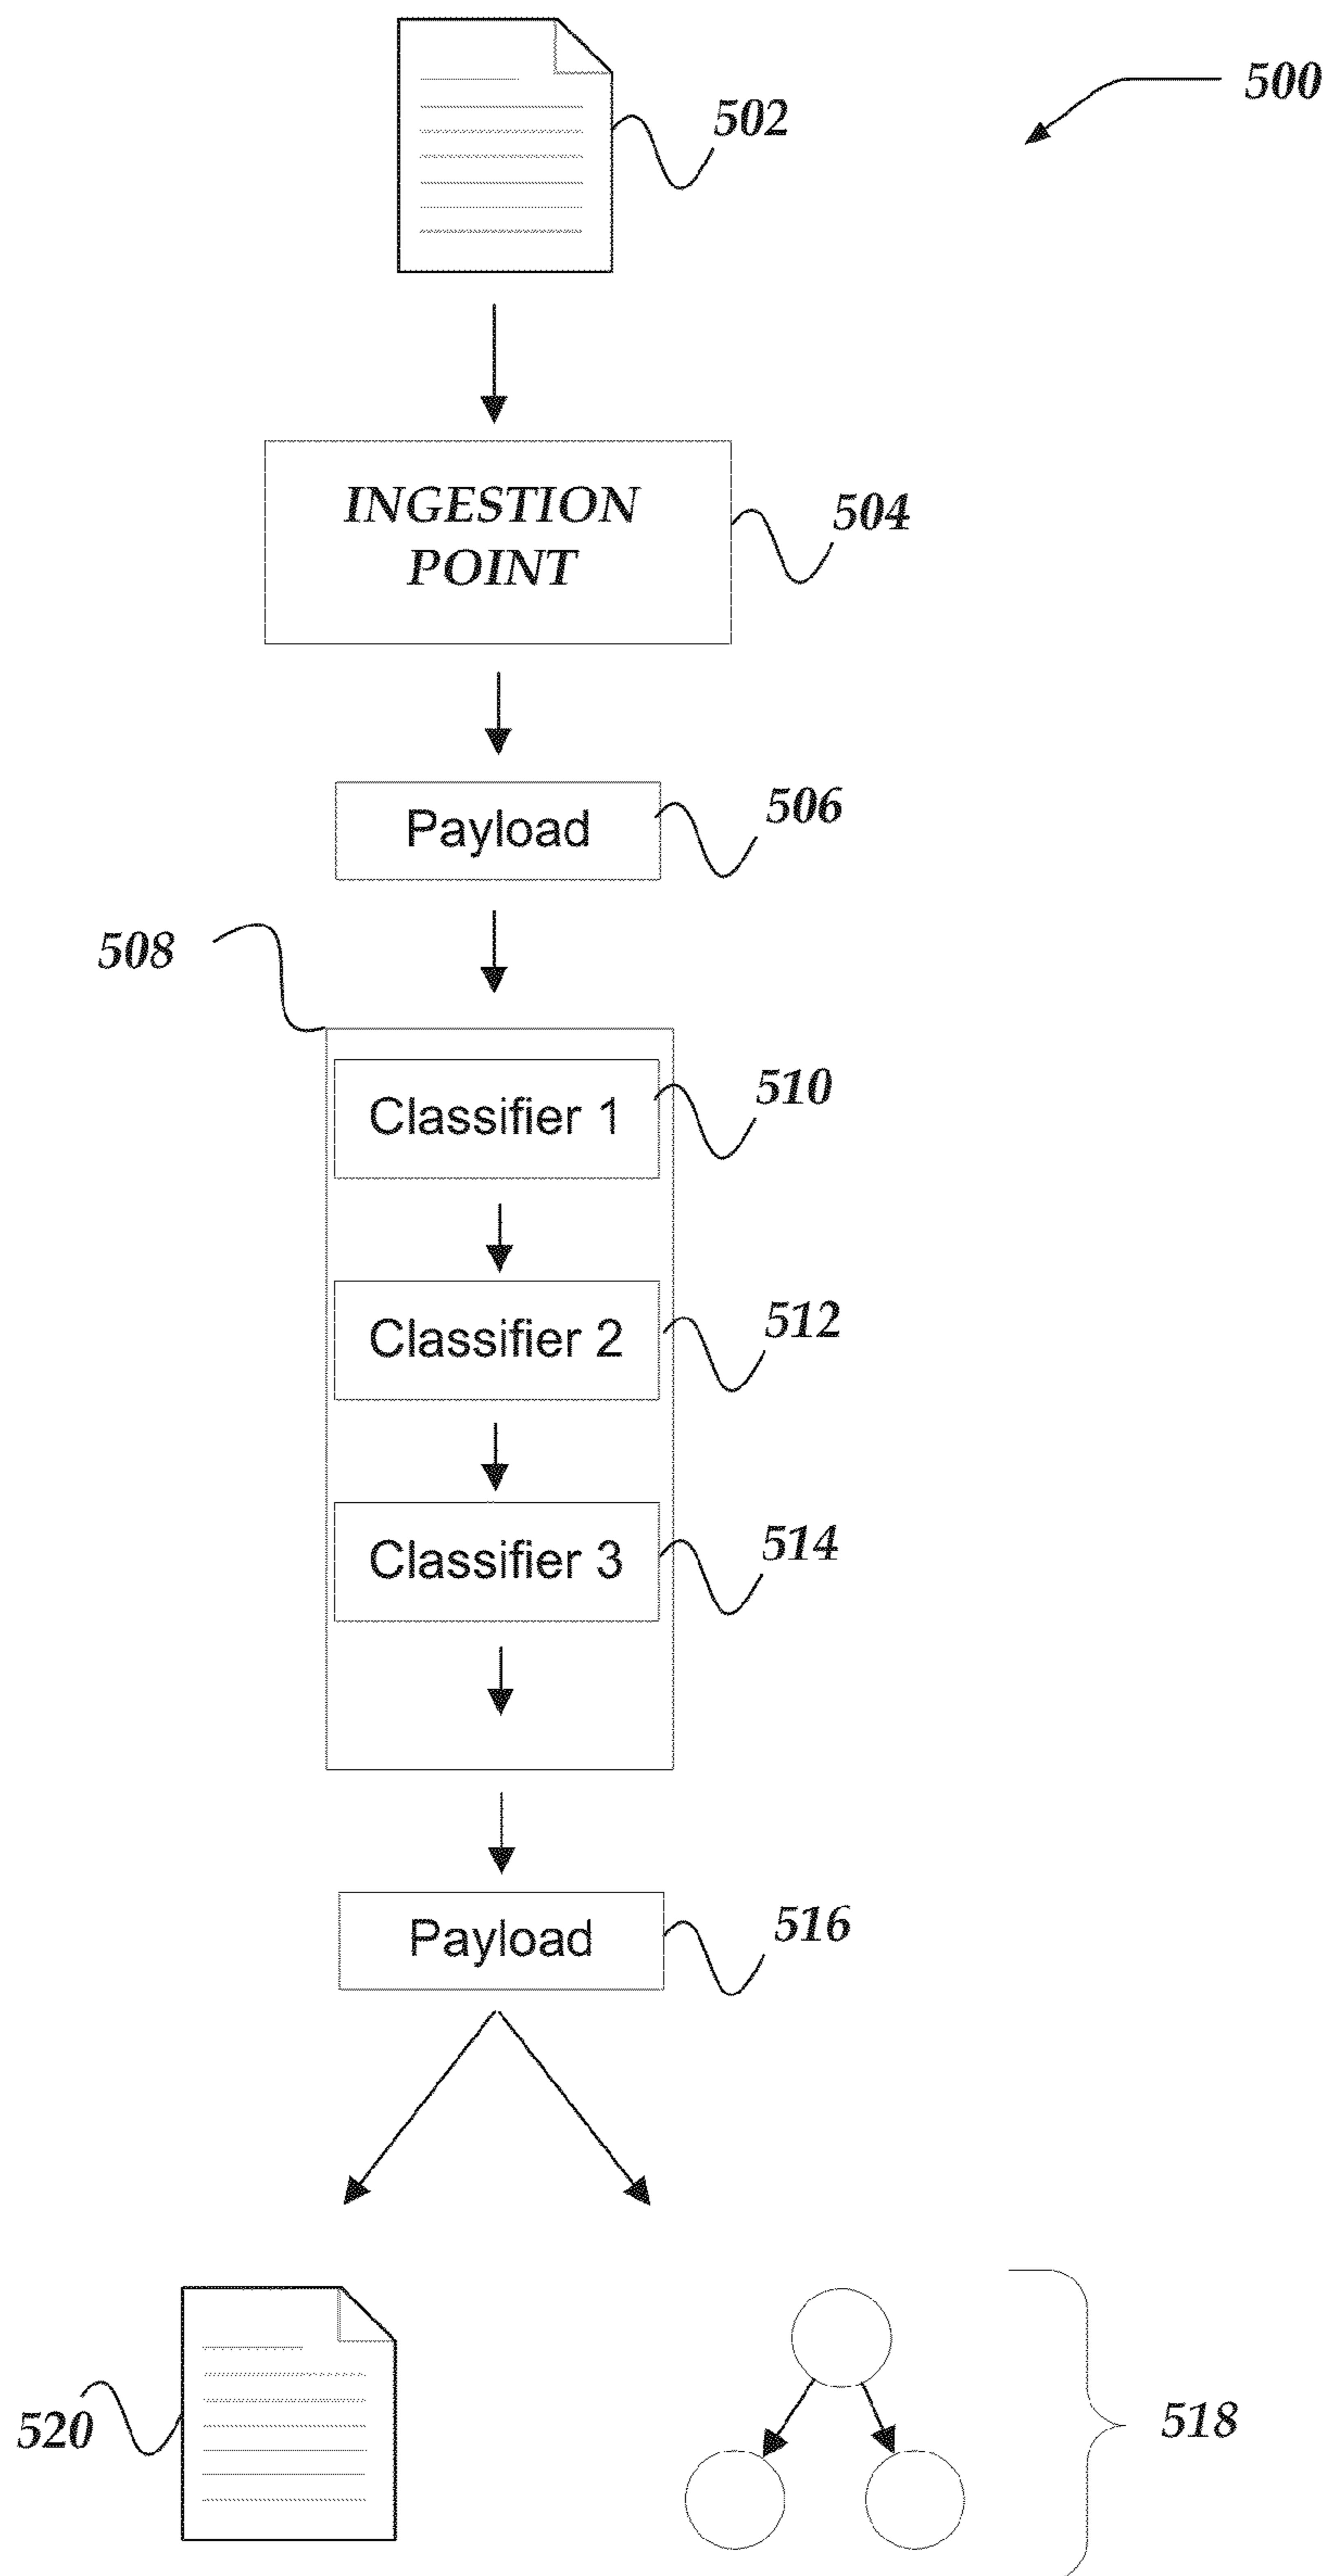 500
502
INGESTION
POINT
504
Payload
506
508
Classifier 1
510
Classifier 2
512
Classifier 3
514
Payload
516
520
518